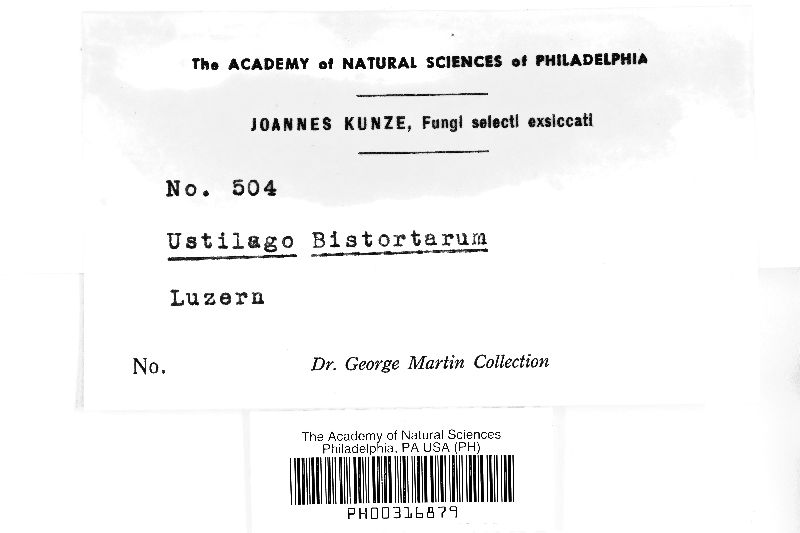 The ACADEMY of NATURAL SCIENCES of PHILADELPHIA
JOANNES KUNZE, Fungi selecti exsiccati
No. 504
Ustilago Bistortarum
Luzern
No. Dr. George Martin Collection
The Academy of Natural Sciences
Philadelphia, PA USA (PH)
PH00316879